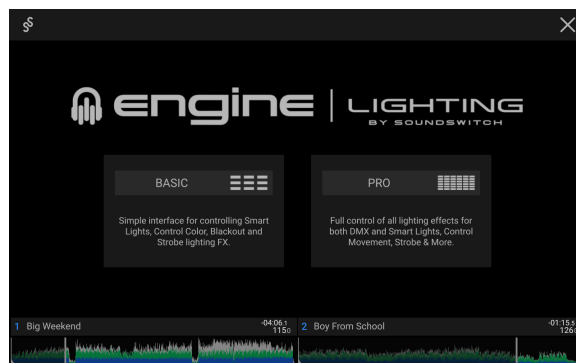 engine | LIGHTING
BY SOUNDSWITCH
BASIC
Simple interface for controlling Smart
Lights, Control Color, Blackout and
Strobe lighting FX.
PRO
Full control of all lighting effects for
both DMX and Smart Lights, Control
Movement, Strobe & More.
1 Big Weekend
-04:06.1
115.0
2 Boy From School
-01:15.5
126.0